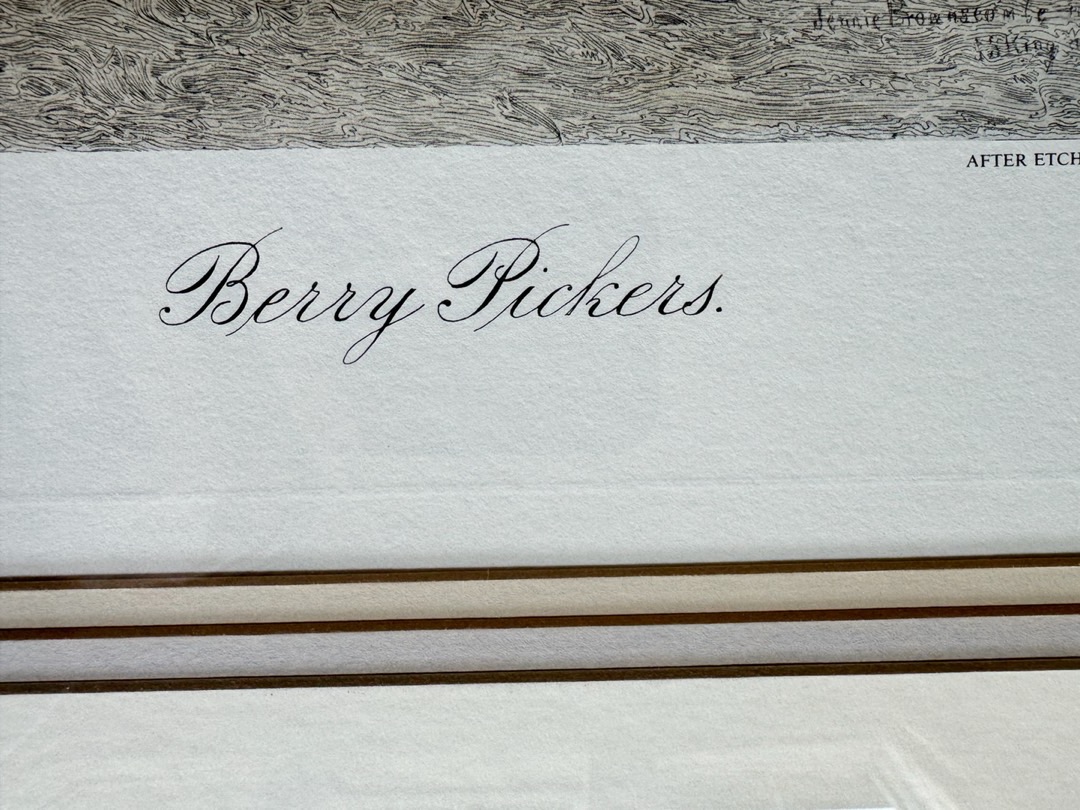 Jennie Brownscombe
AFTER ETCH
Berry Pickers.